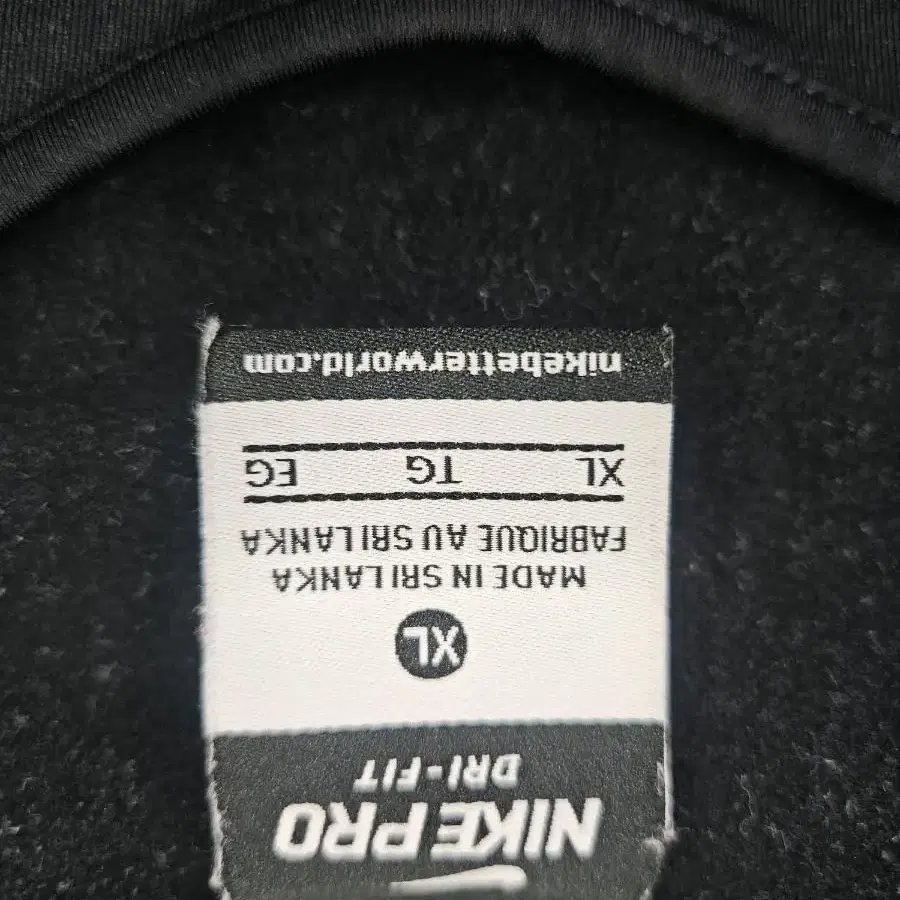 NIKE PRO
DRI-FIT
XL
MADE IN SRI LANKA
FABRIQUE AU SRI LANKA
XL TG EG
nikebetterworld.com